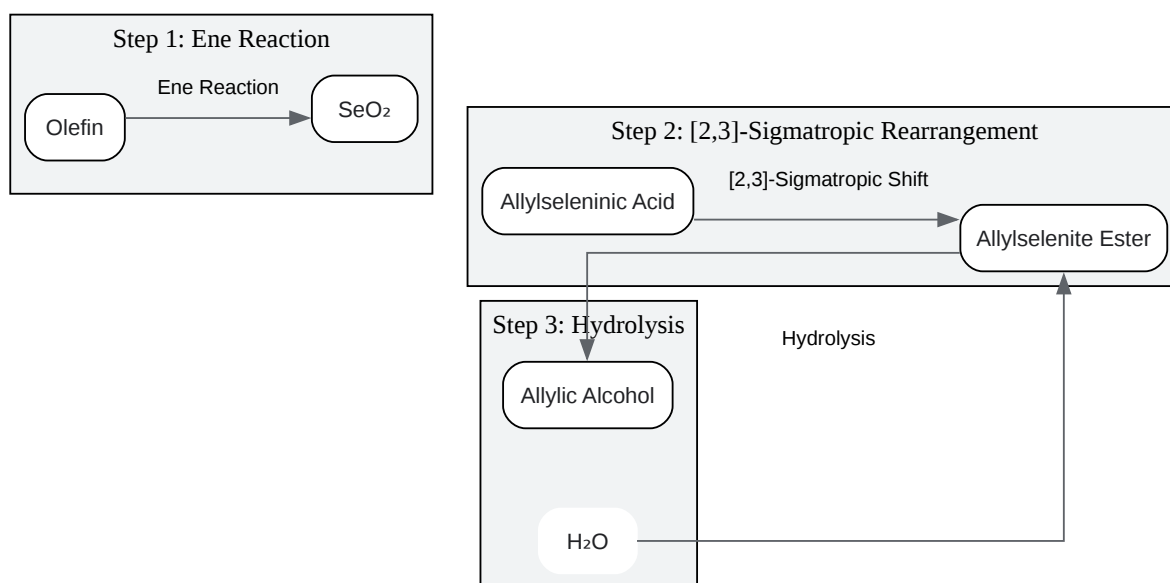 Step 1: Ene Reaction
Ene Reaction
Olefin
SeO₂
Step 2: [2,3]-Sigmatropic Rearrangement
[2,3]-Sigmatropic Shift
Allylseleninic Acid
Allylselenite Ester
Step 3: Hydrolysis
Hydrolysis
Allylic Alcohol
H₂O